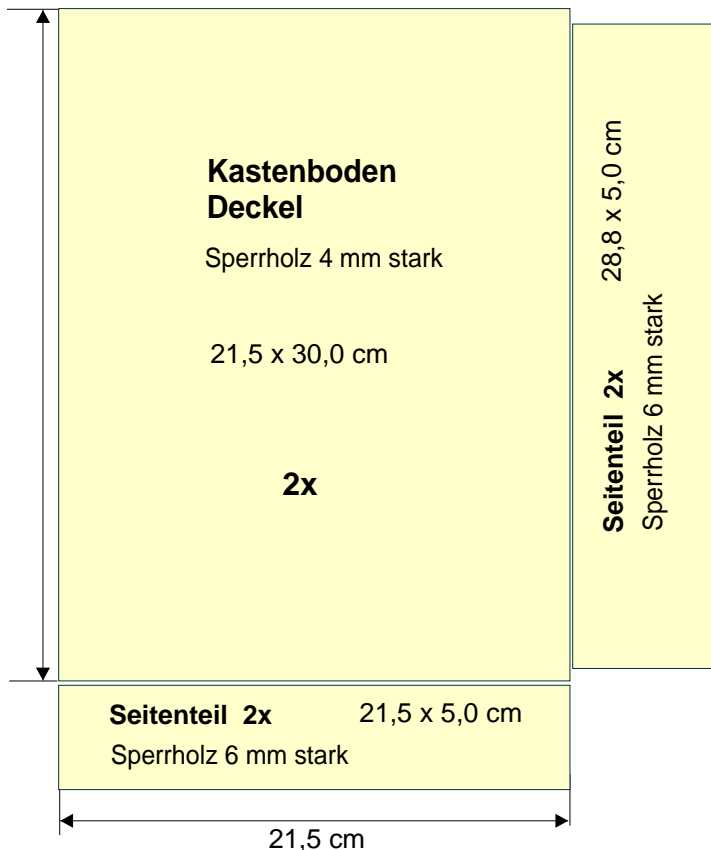 Kastenboden
Deckel
Sperrholz 4 mm stark
21,5 x 30,0 cm
2x
Seitenteil 2x 28,8 x 5,0 cm
Sperrholz 6 mm stark
Seitenteil 2x 21,5 x 5,0 cm
Sperrholz 6 mm stark
21,5 cm